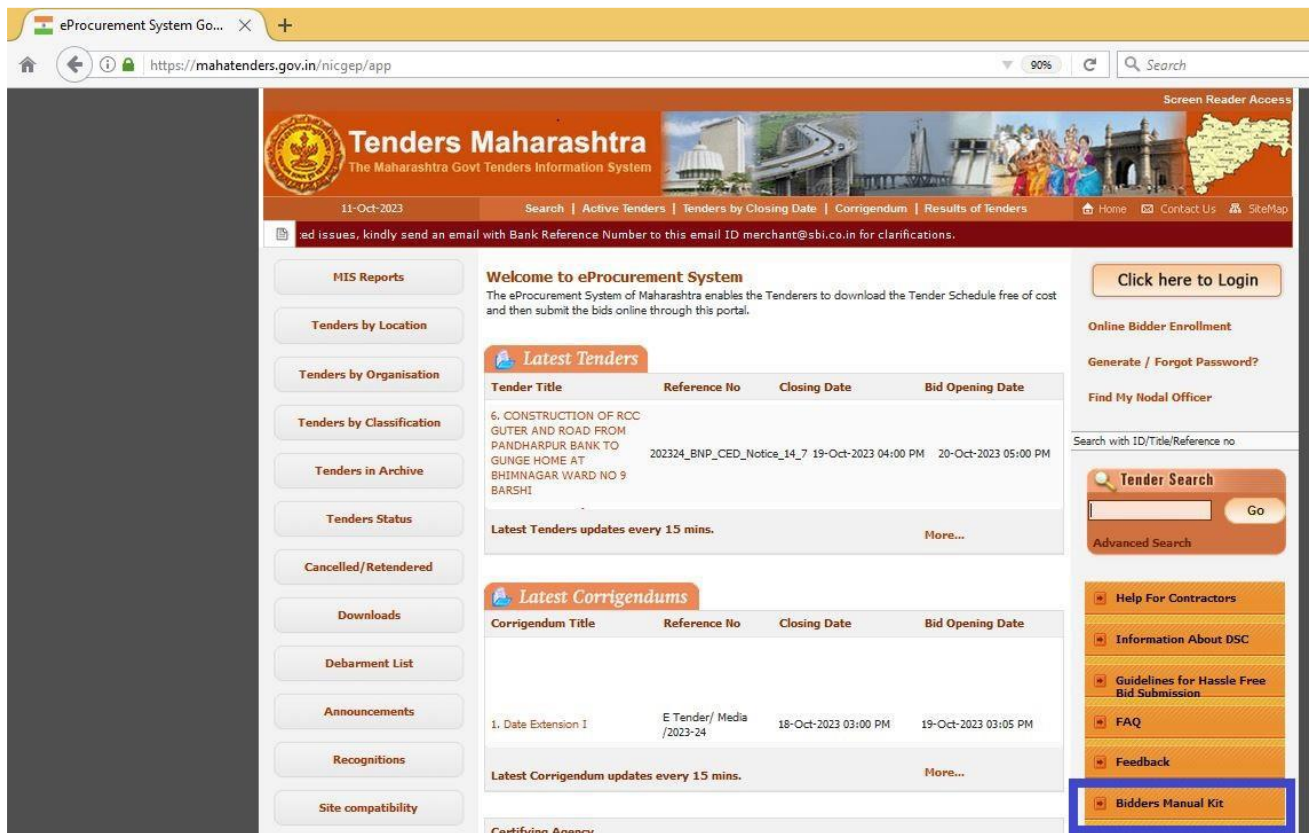 eProcurement System Go...
https://mahatenders.gov.in/nicgep/app
90%
Search
Screen Reader Access
Tenders Maharashtra
The Maharashtra Govt Tenders Information System
11-Oct-2023
Search | Active Tenders | Tenders by Closing Date | Corrigendum | Results of Tenders
Home Contact Us SiteMap
ted issues, kindly send an email with Bank Reference Number to this email ID merchant@sbi.co.in for clarifications.
MIS Reports
Tenders by Location
Tenders by Organisation
Tenders by Classification
Tenders in Archive
Tenders Status
Cancelled/Retendered
Downloads
Debarment List
Announcements
Recognitions
Site compatibility
Welcome to eProcurement System
The eProcurement System of Maharashtra enables the Tenderers to download the Tender Schedule free of cost
and then submit the bids online through this portal.
Latest Tenders
Tender Title Reference No Closing Date Bid Opening Date
6. CONSTRUCTION OF RCC
GUTER AND ROAD FROM
PANDHARPUR BANK TO
GUNGE HOME AT
BHIMNAGAR WARD NO 9
BARSHI
202324_BNP_CED_Notice_14_7 19-Oct-2023 04:00 PM 20-Oct-2023 05:00 PM
Latest Tenders updates every 15 mins.
More...
Latest Corrigendums
Corrigendum Title Reference No Closing Date Bid Opening Date
1. Date Extension I
E Tender/ Media
/2023-24
18-Oct-2023 03:00 PM 19-Oct-2023 03:05 PM
Latest Corrigendum updates every 15 mins.
More...
Certifying Agency
Click here to Login
Online Bidder Enrollment
Generate / Forgot Password?
Find My Nodal Officer
Search with ID/Title/Reference no
Tender Search
Go
Advanced Search
Help For Contractors
Information About DSC
Guidelines for Hassle Free
Bid Submission
FAQ
Feedback
Bidders Manual Kit